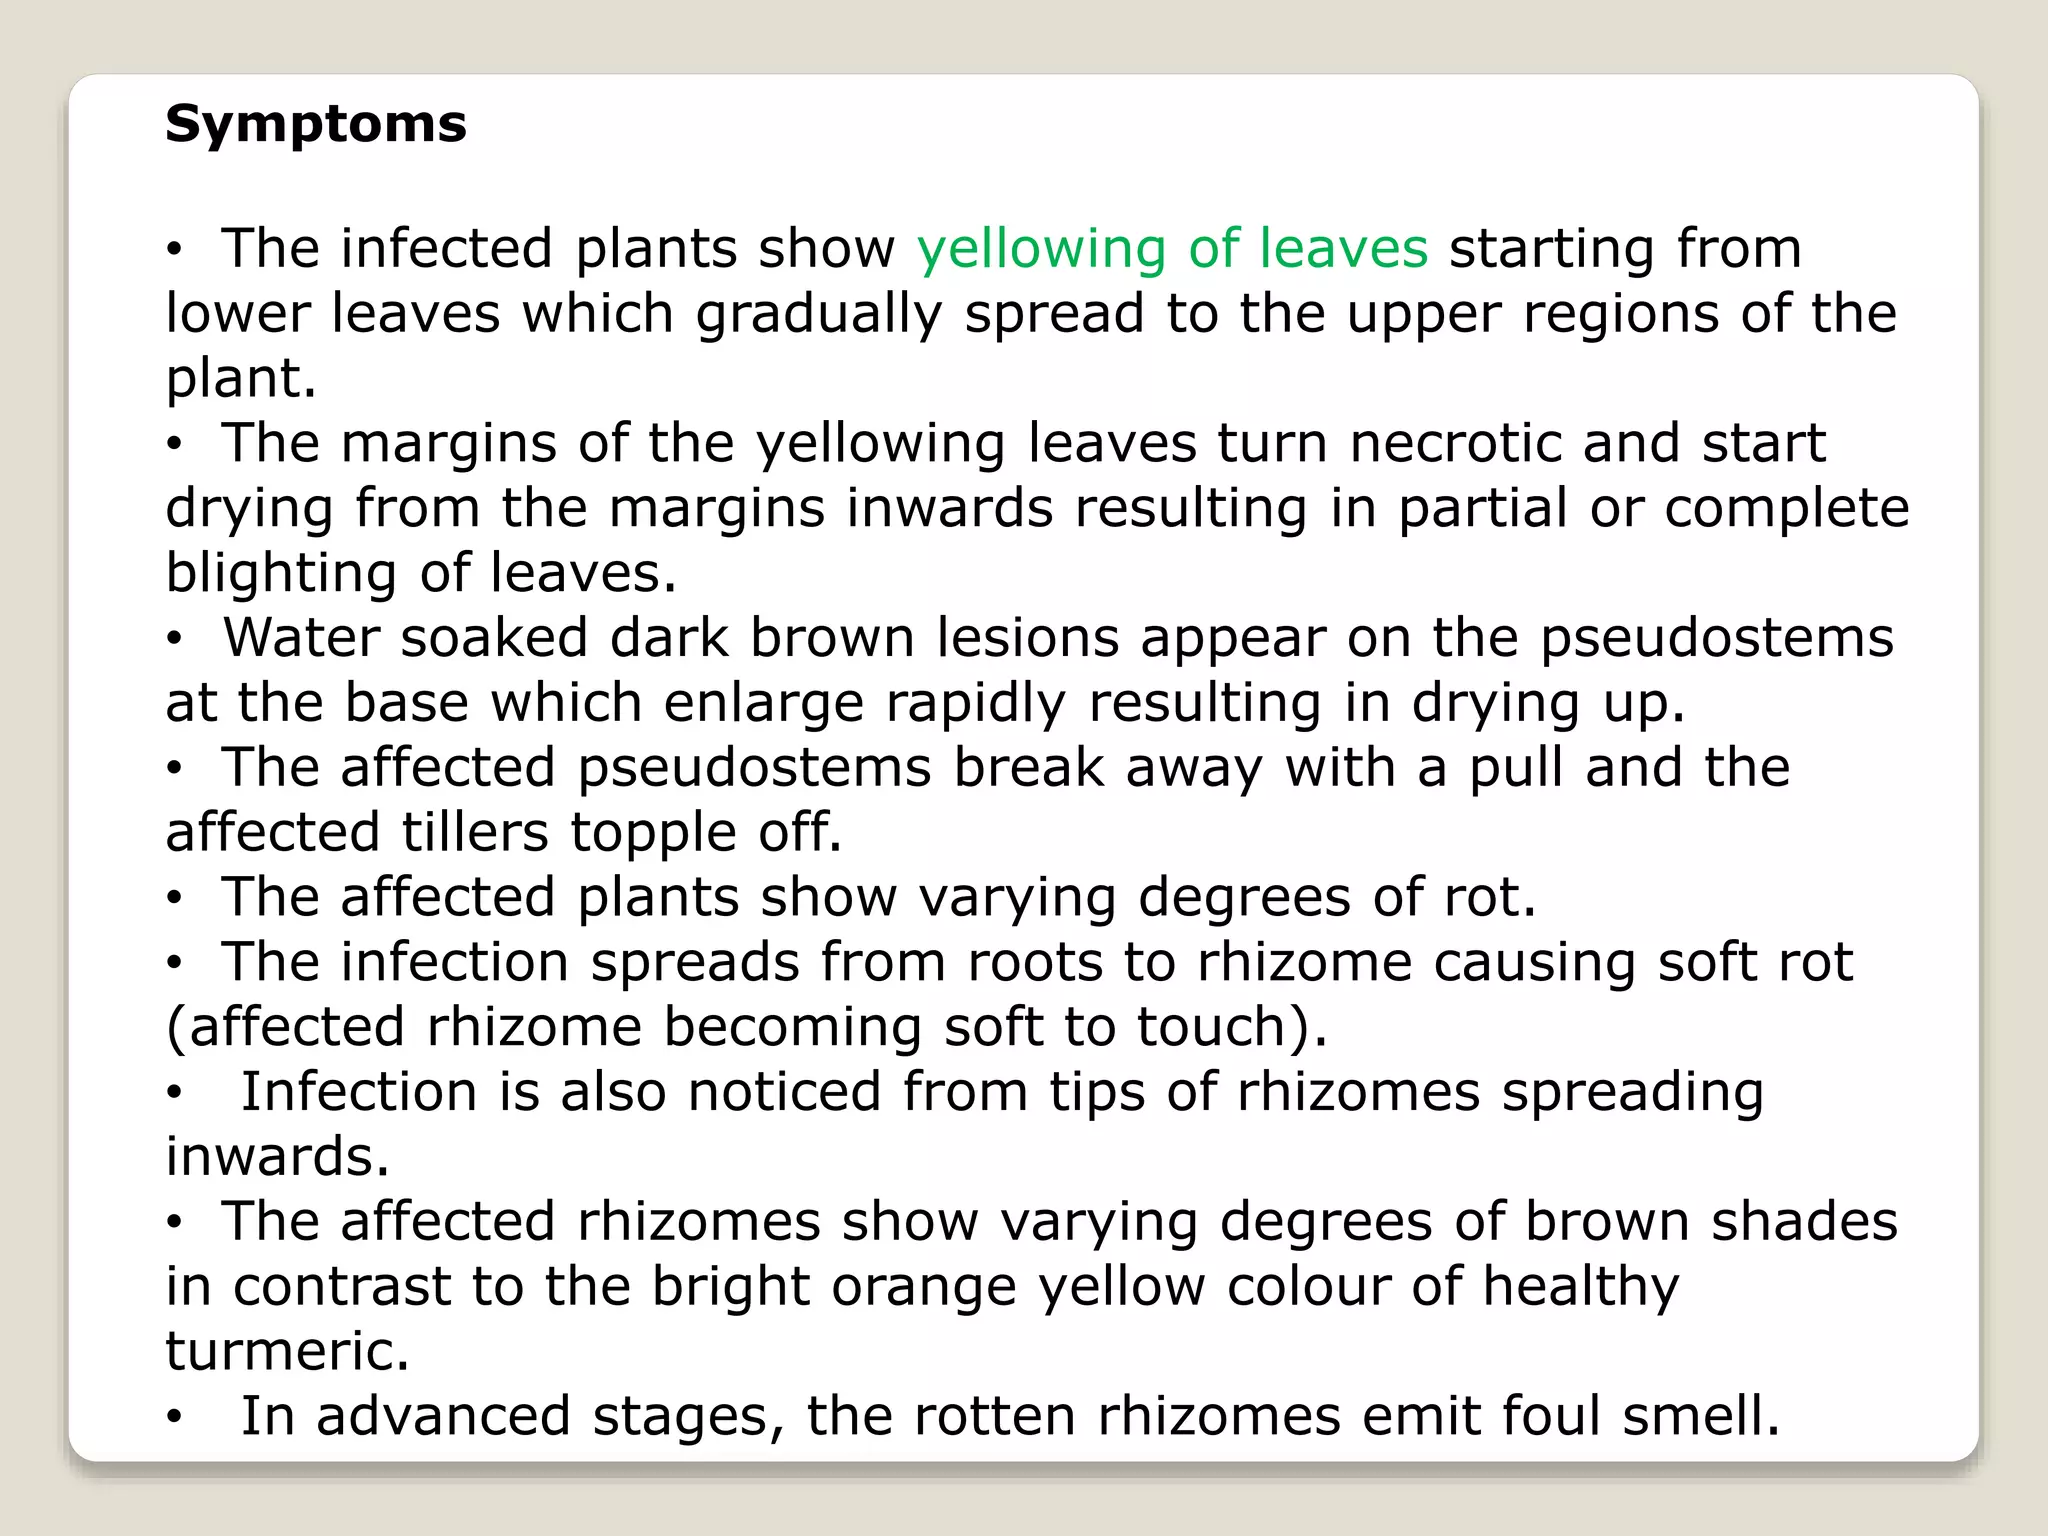 Symptoms
• The infected plants show yellowing of leaves starting from
lower leaves which gradually spread to the upper regions of the
plant.
• The margins of the yellowing leaves turn necrotic and start
drying from the margins inwards resulting in partial or complete
blighting of leaves.
• Water soaked dark brown lesions appear on the pseudostems
at the base which enlarge rapidly resulting in drying up.
• The affected pseudostems break away with a pull and the
affected tillers topple off.
• The affected plants show varying degrees of rot.
• The infection spreads from roots to rhizome causing soft rot
(affected rhizome becoming soft to touch).
• Infection is also noticed from tips of rhizomes spreading
inwards.
• The affected rhizomes show varying degrees of brown shades
in contrast to the bright orange yellow colour of healthy
turmeric.
• In advanced stages, the rotten rhizomes emit foul smell.